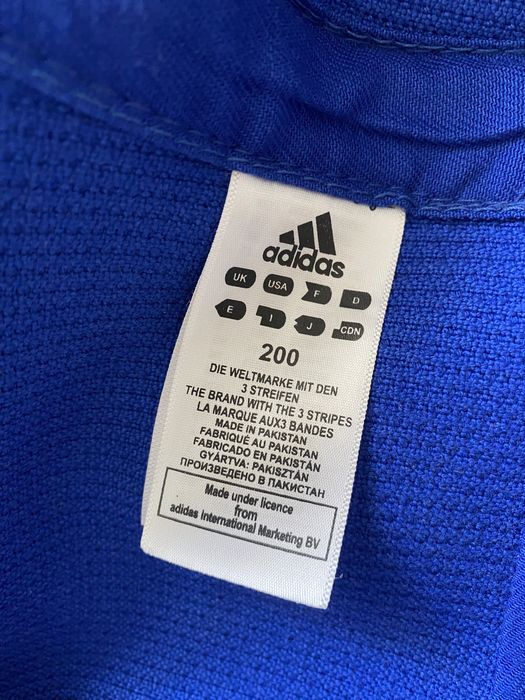 adidas
UK USA F D
E I J CDN
200
DIE WELTMARKE MIT DEN
3 STREIFEN
THE BRAND WITH THE 3 STRIPES
LA MARQUE AUX3 BANDES
MADE IN PAKISTAN
FABRIQUÉ AU PAKISTAN
FABRICADO EN PAKISTÁN
GYÁRTVA: PAKISZTÁN
ПРОИЗВЕДЕНО В ПАКИСТАН
Made under licence
from
adidas International Marketing BV